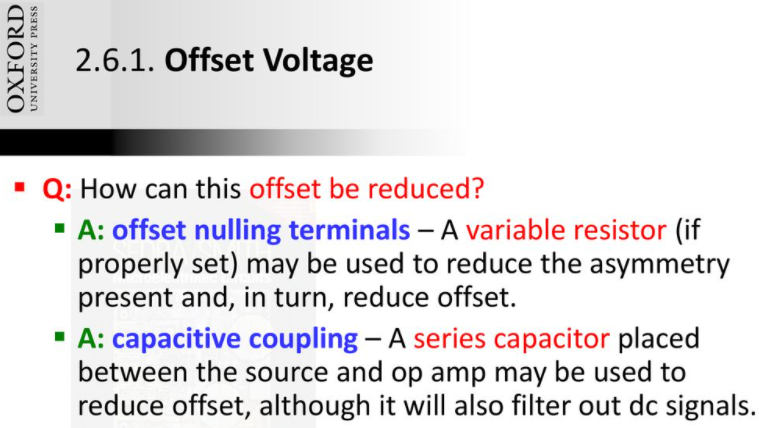 OXFORD
UNIVERSITY PRESS
2.6.1. Offset Voltage
▪ Q: How can this offset be reduced?
▪ A: offset nulling terminals – A variable resistor (if
properly set) may be used to reduce the asymmetry
present and, in turn, reduce offset.
▪ A: capacitive coupling – A series capacitor placed
between the source and op amp may be used to
reduce offset, although it will also filter out dc signals.